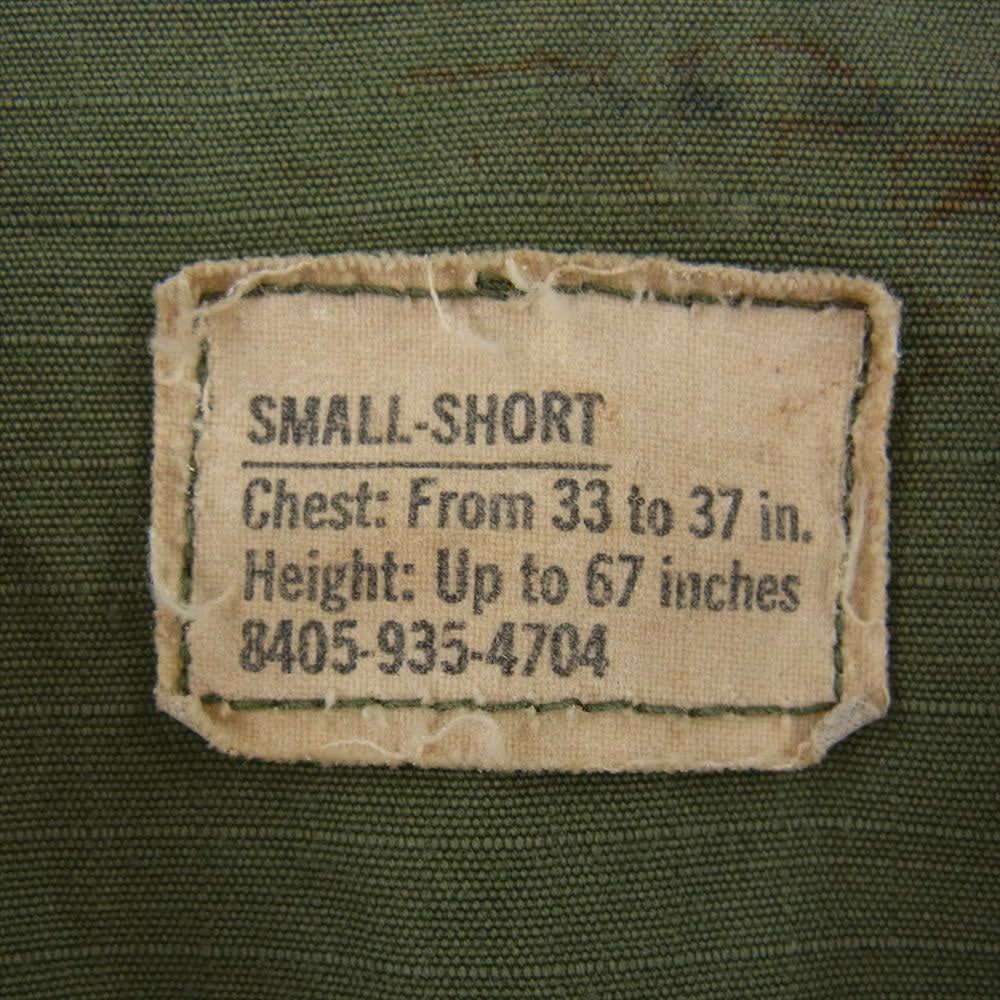 SMALL-SHORT
Chest: From 33 to 37 in.
Height: Up to 67 inches
8405-935-4704